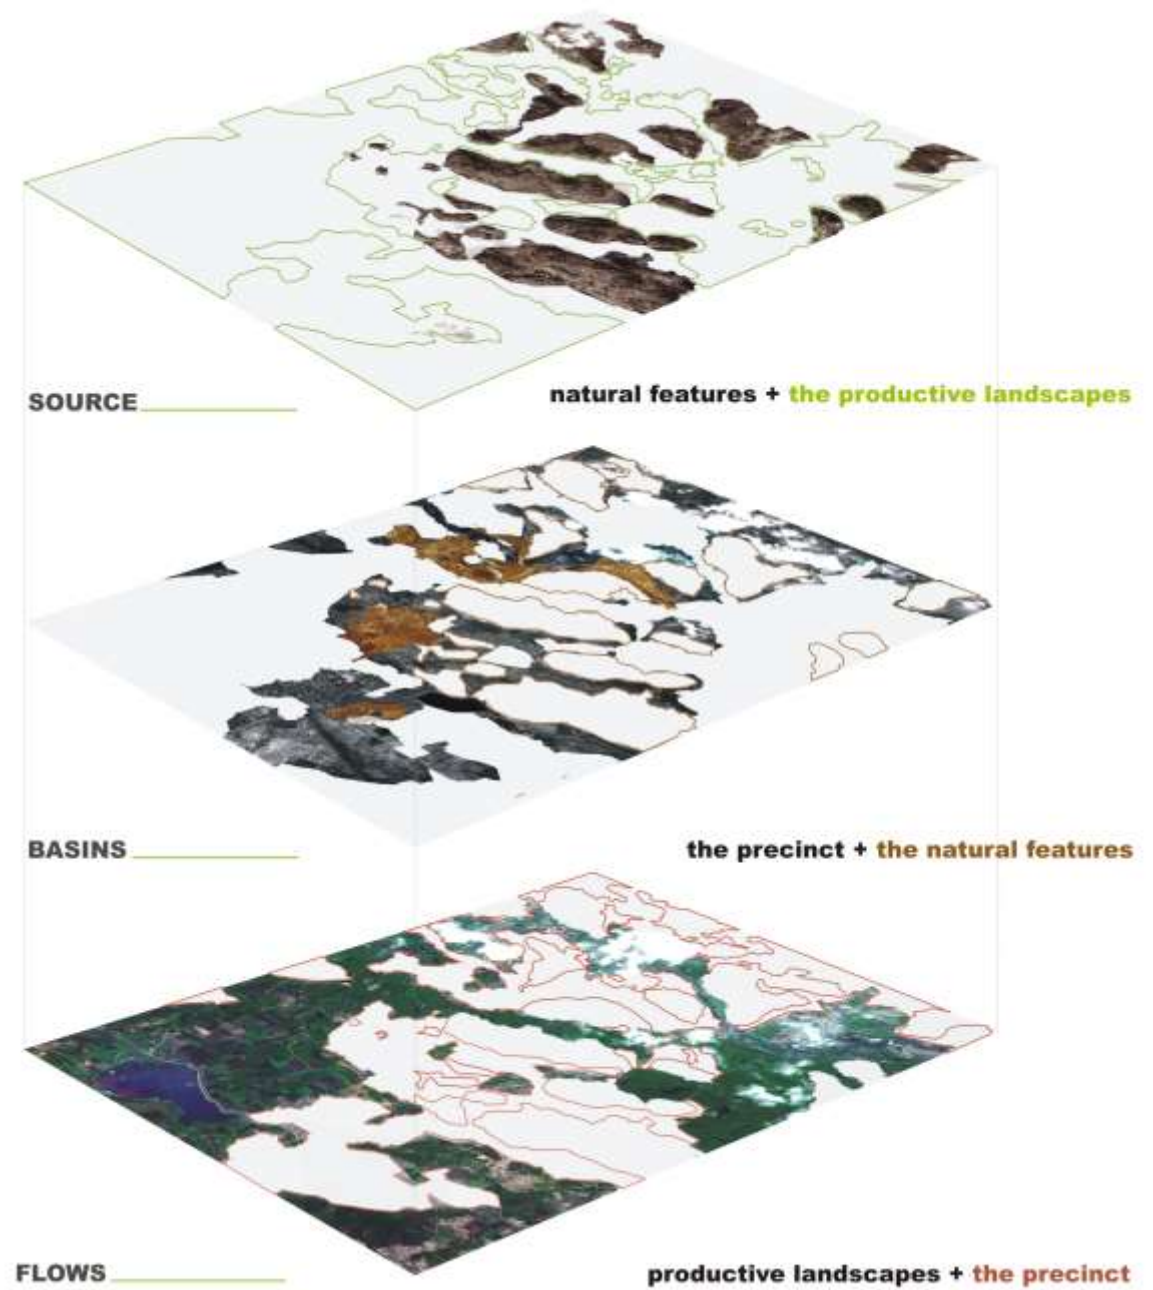 SOURCE
natural features + the productive landscapes
BASINS
the precinct + the natural features
FLOWS
productive landscapes + the precinct